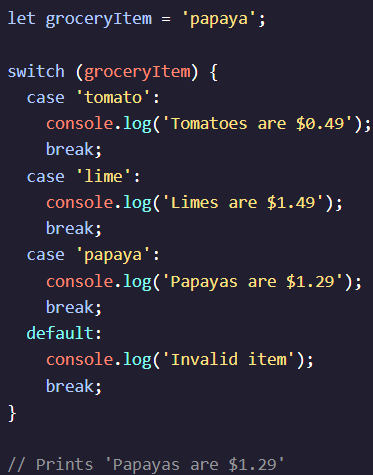 let groceryItem = 'papaya';

switch (groceryItem) {
  case 'tomato':
    console.log('Tomatoes are $0.49');
    break;
  case 'lime':
    console.log('Limes are $1.49');
    break;
  case 'papaya':
    console.log('Papayas are $1.29');
    break;
  default:
    console.log('Invalid item');
    break;
}

// Prints 'Papayas are $1.29'